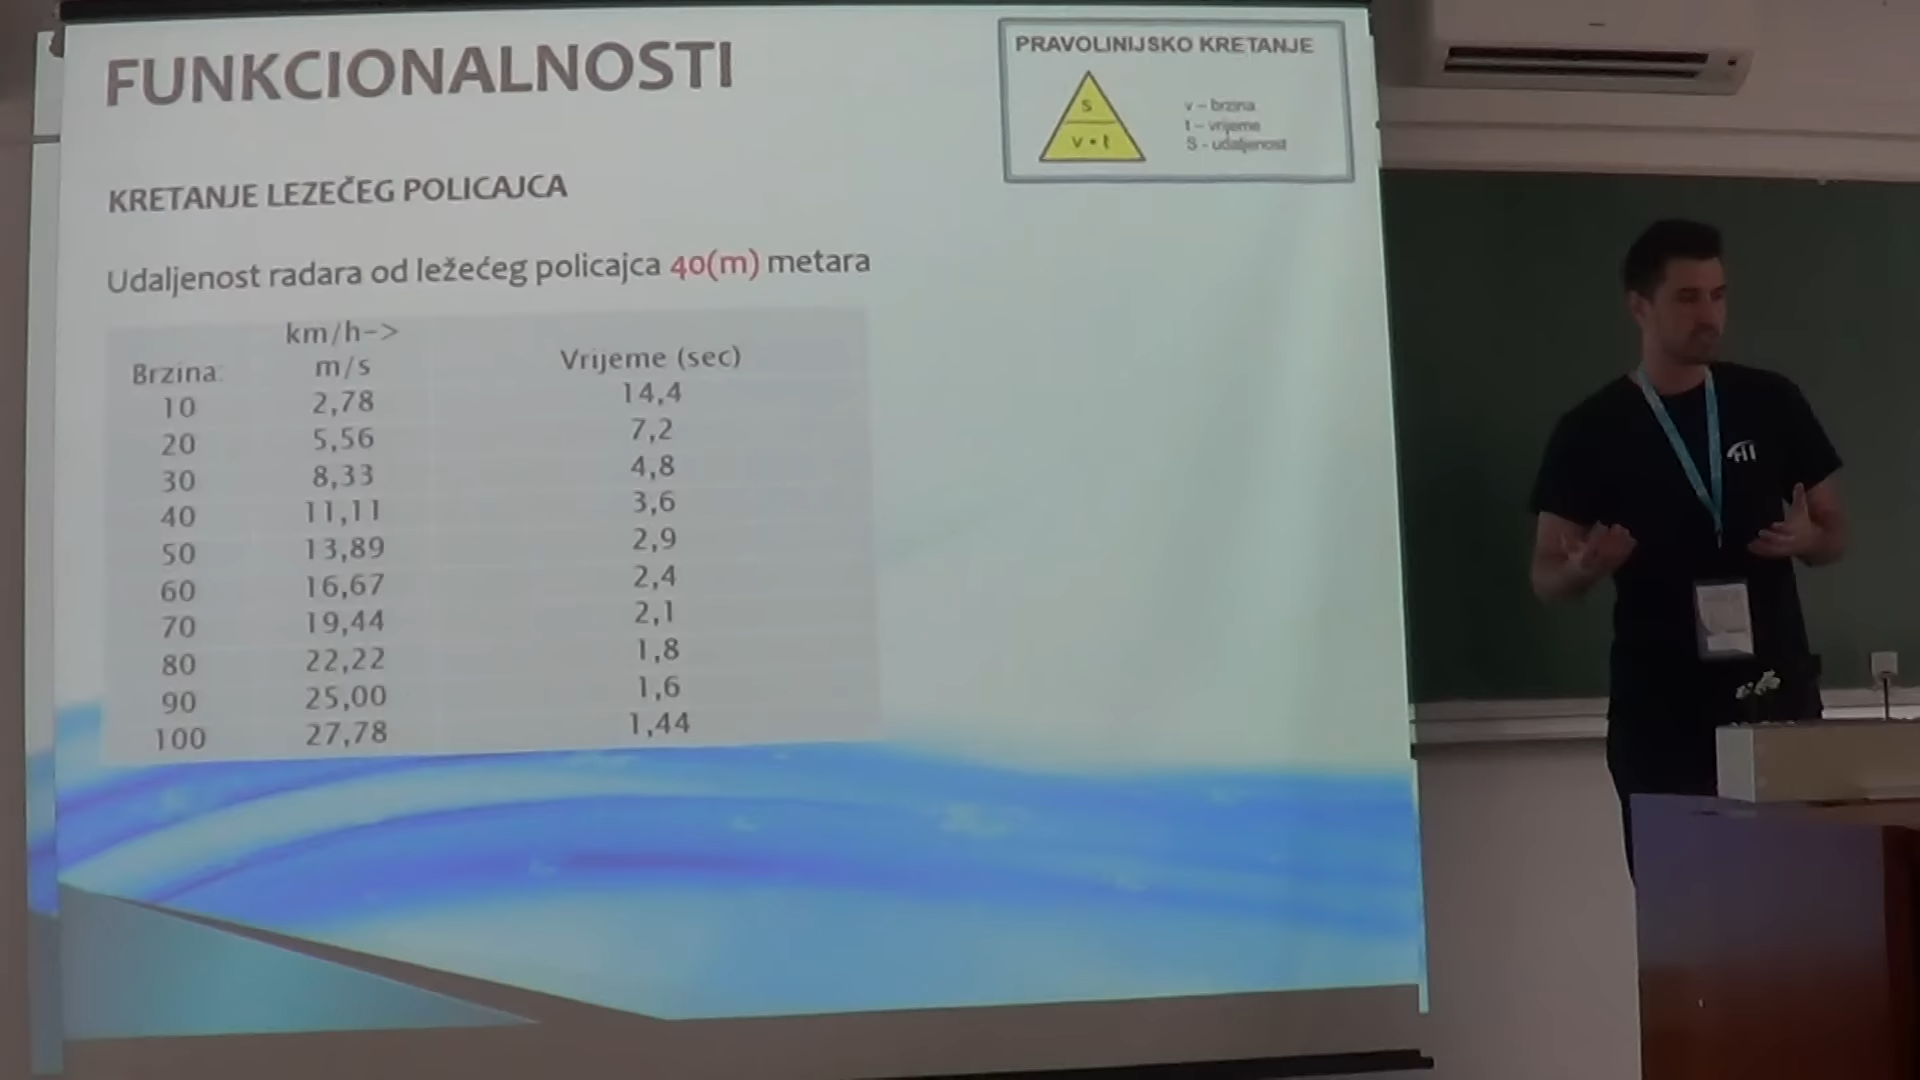 FUNKCIONALNOSTI
PRAVOLINIJSKO KRETANJE
s
v • t
v – brzina
t – vrijeme
S - udaljenost
KRETANJE LEZEČEG POLICAJCA
Udaljenost radara od ležećeg policajca 40(m) metara
Brzina: km/h-> m/s Vrijeme (sec)
10 2,78 14,4
20 5,56 7,2
30 8,33 4,8
40 11,11 3,6
50 13,89 2,9
60 16,67 2,4
70 19,44 2,1
80 22,22 1,8
90 25,00 1,6
100 27,78 1,44